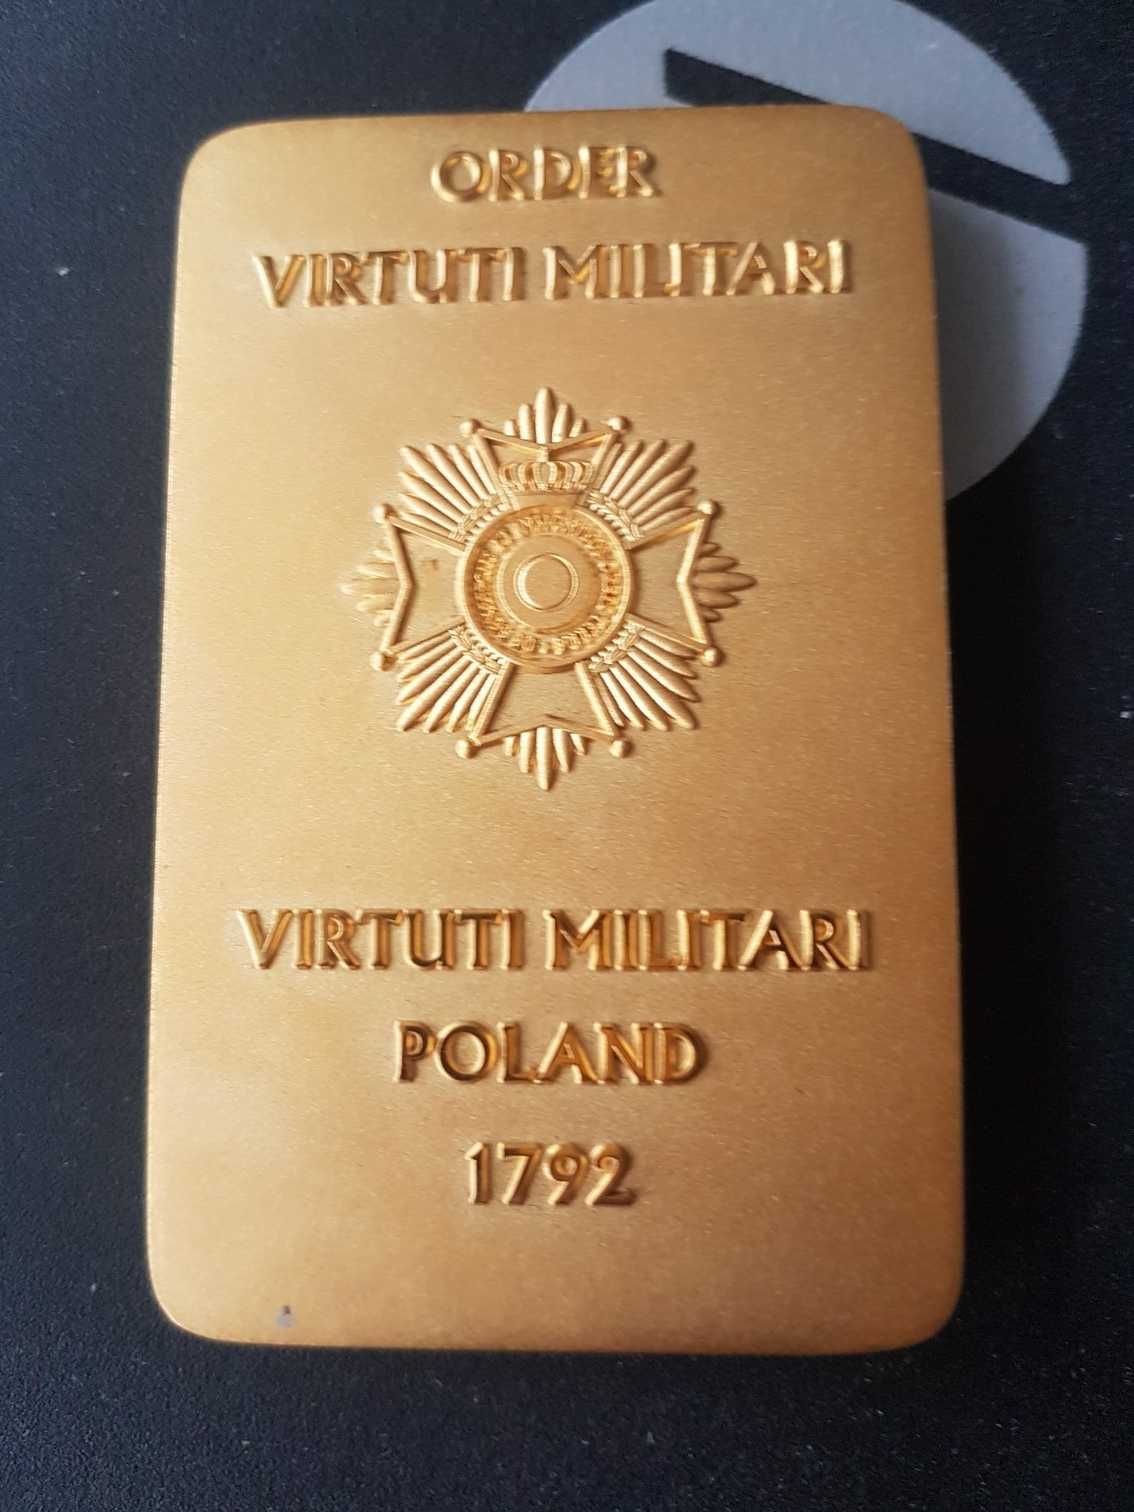 ORDER
VIRTUTI MILITARI
VIRTUTI MILITARI
POLAND
1792